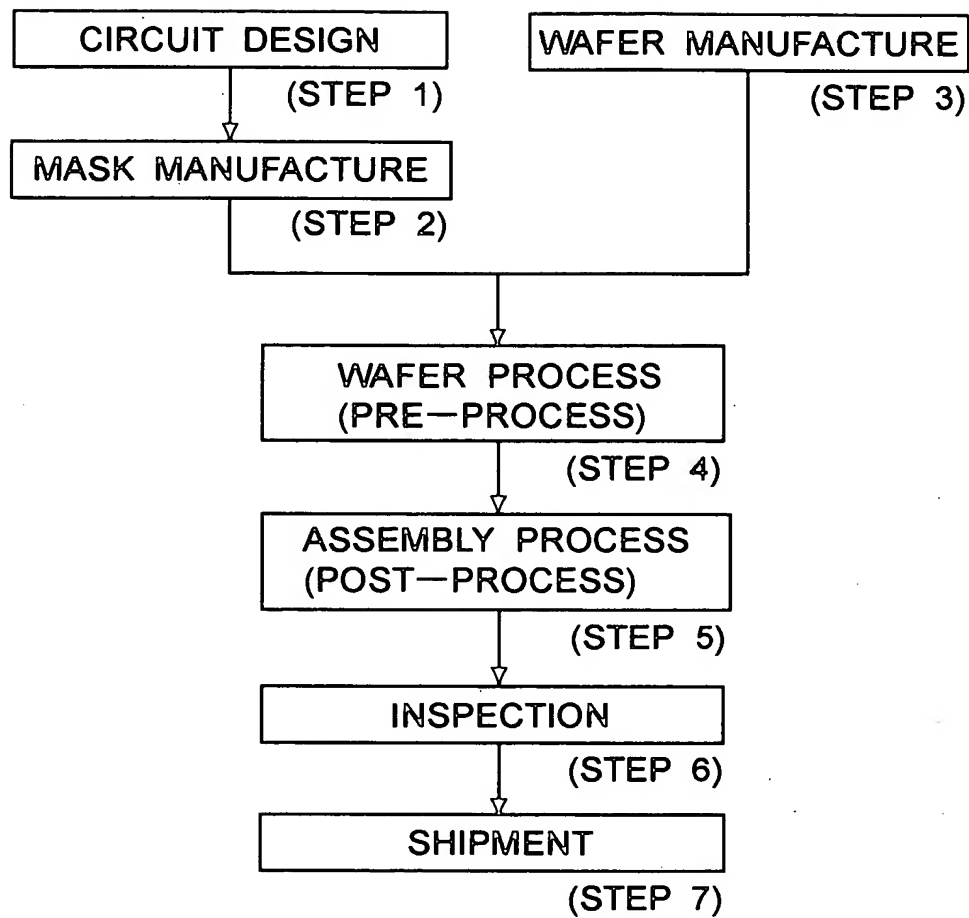 CIRCUIT DESIGN
(STEP 1)
MASK MANUFACTURE
(STEP 2)
WAFER MANUFACTURE
(STEP 3)
WAFER PROCESS
(PRE—PROCESS)
(STEP 4)
ASSEMBLY PROCESS
(POST—PROCESS)
(STEP 5)
INSPECTION
(STEP 6)
SHIPMENT
(STEP 7)